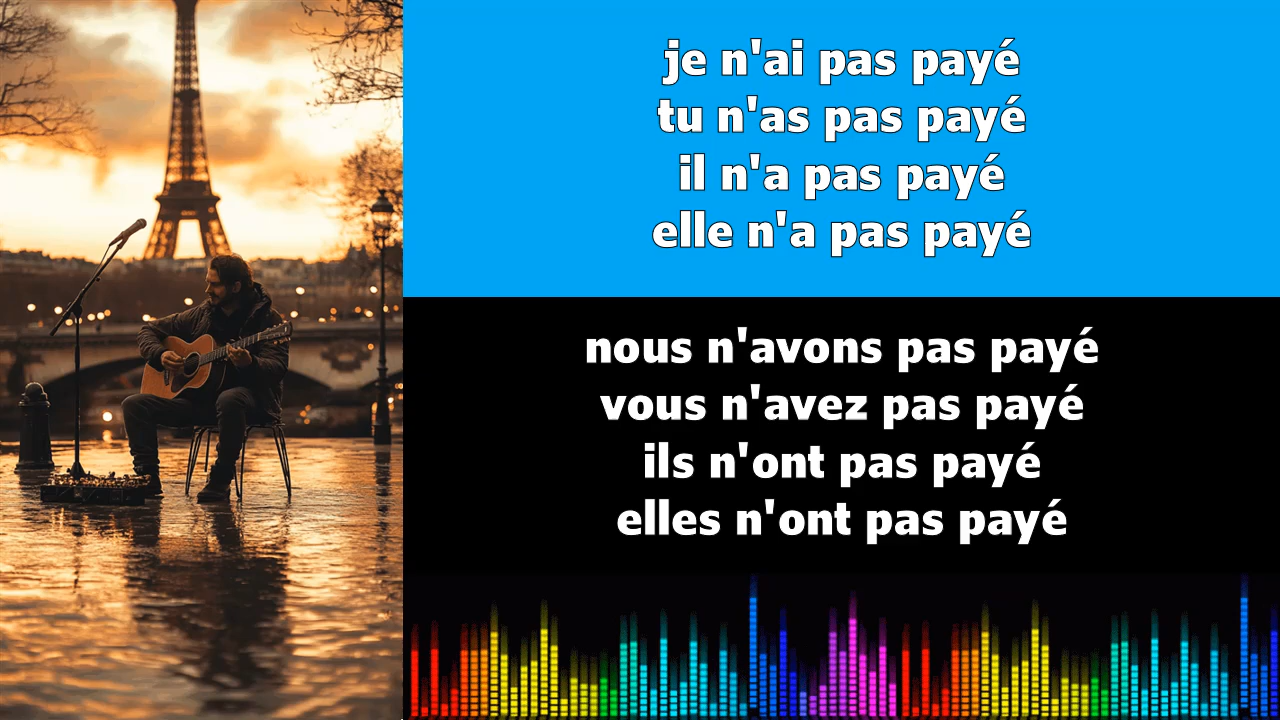 je n'ai pas payé
tu n'as pas payé
il n'a pas payé
elle n'a pas payé
nous n'avons pas payé
vous n'avez pas payé
ils n'ont pas payé
elles n'ont pas payé